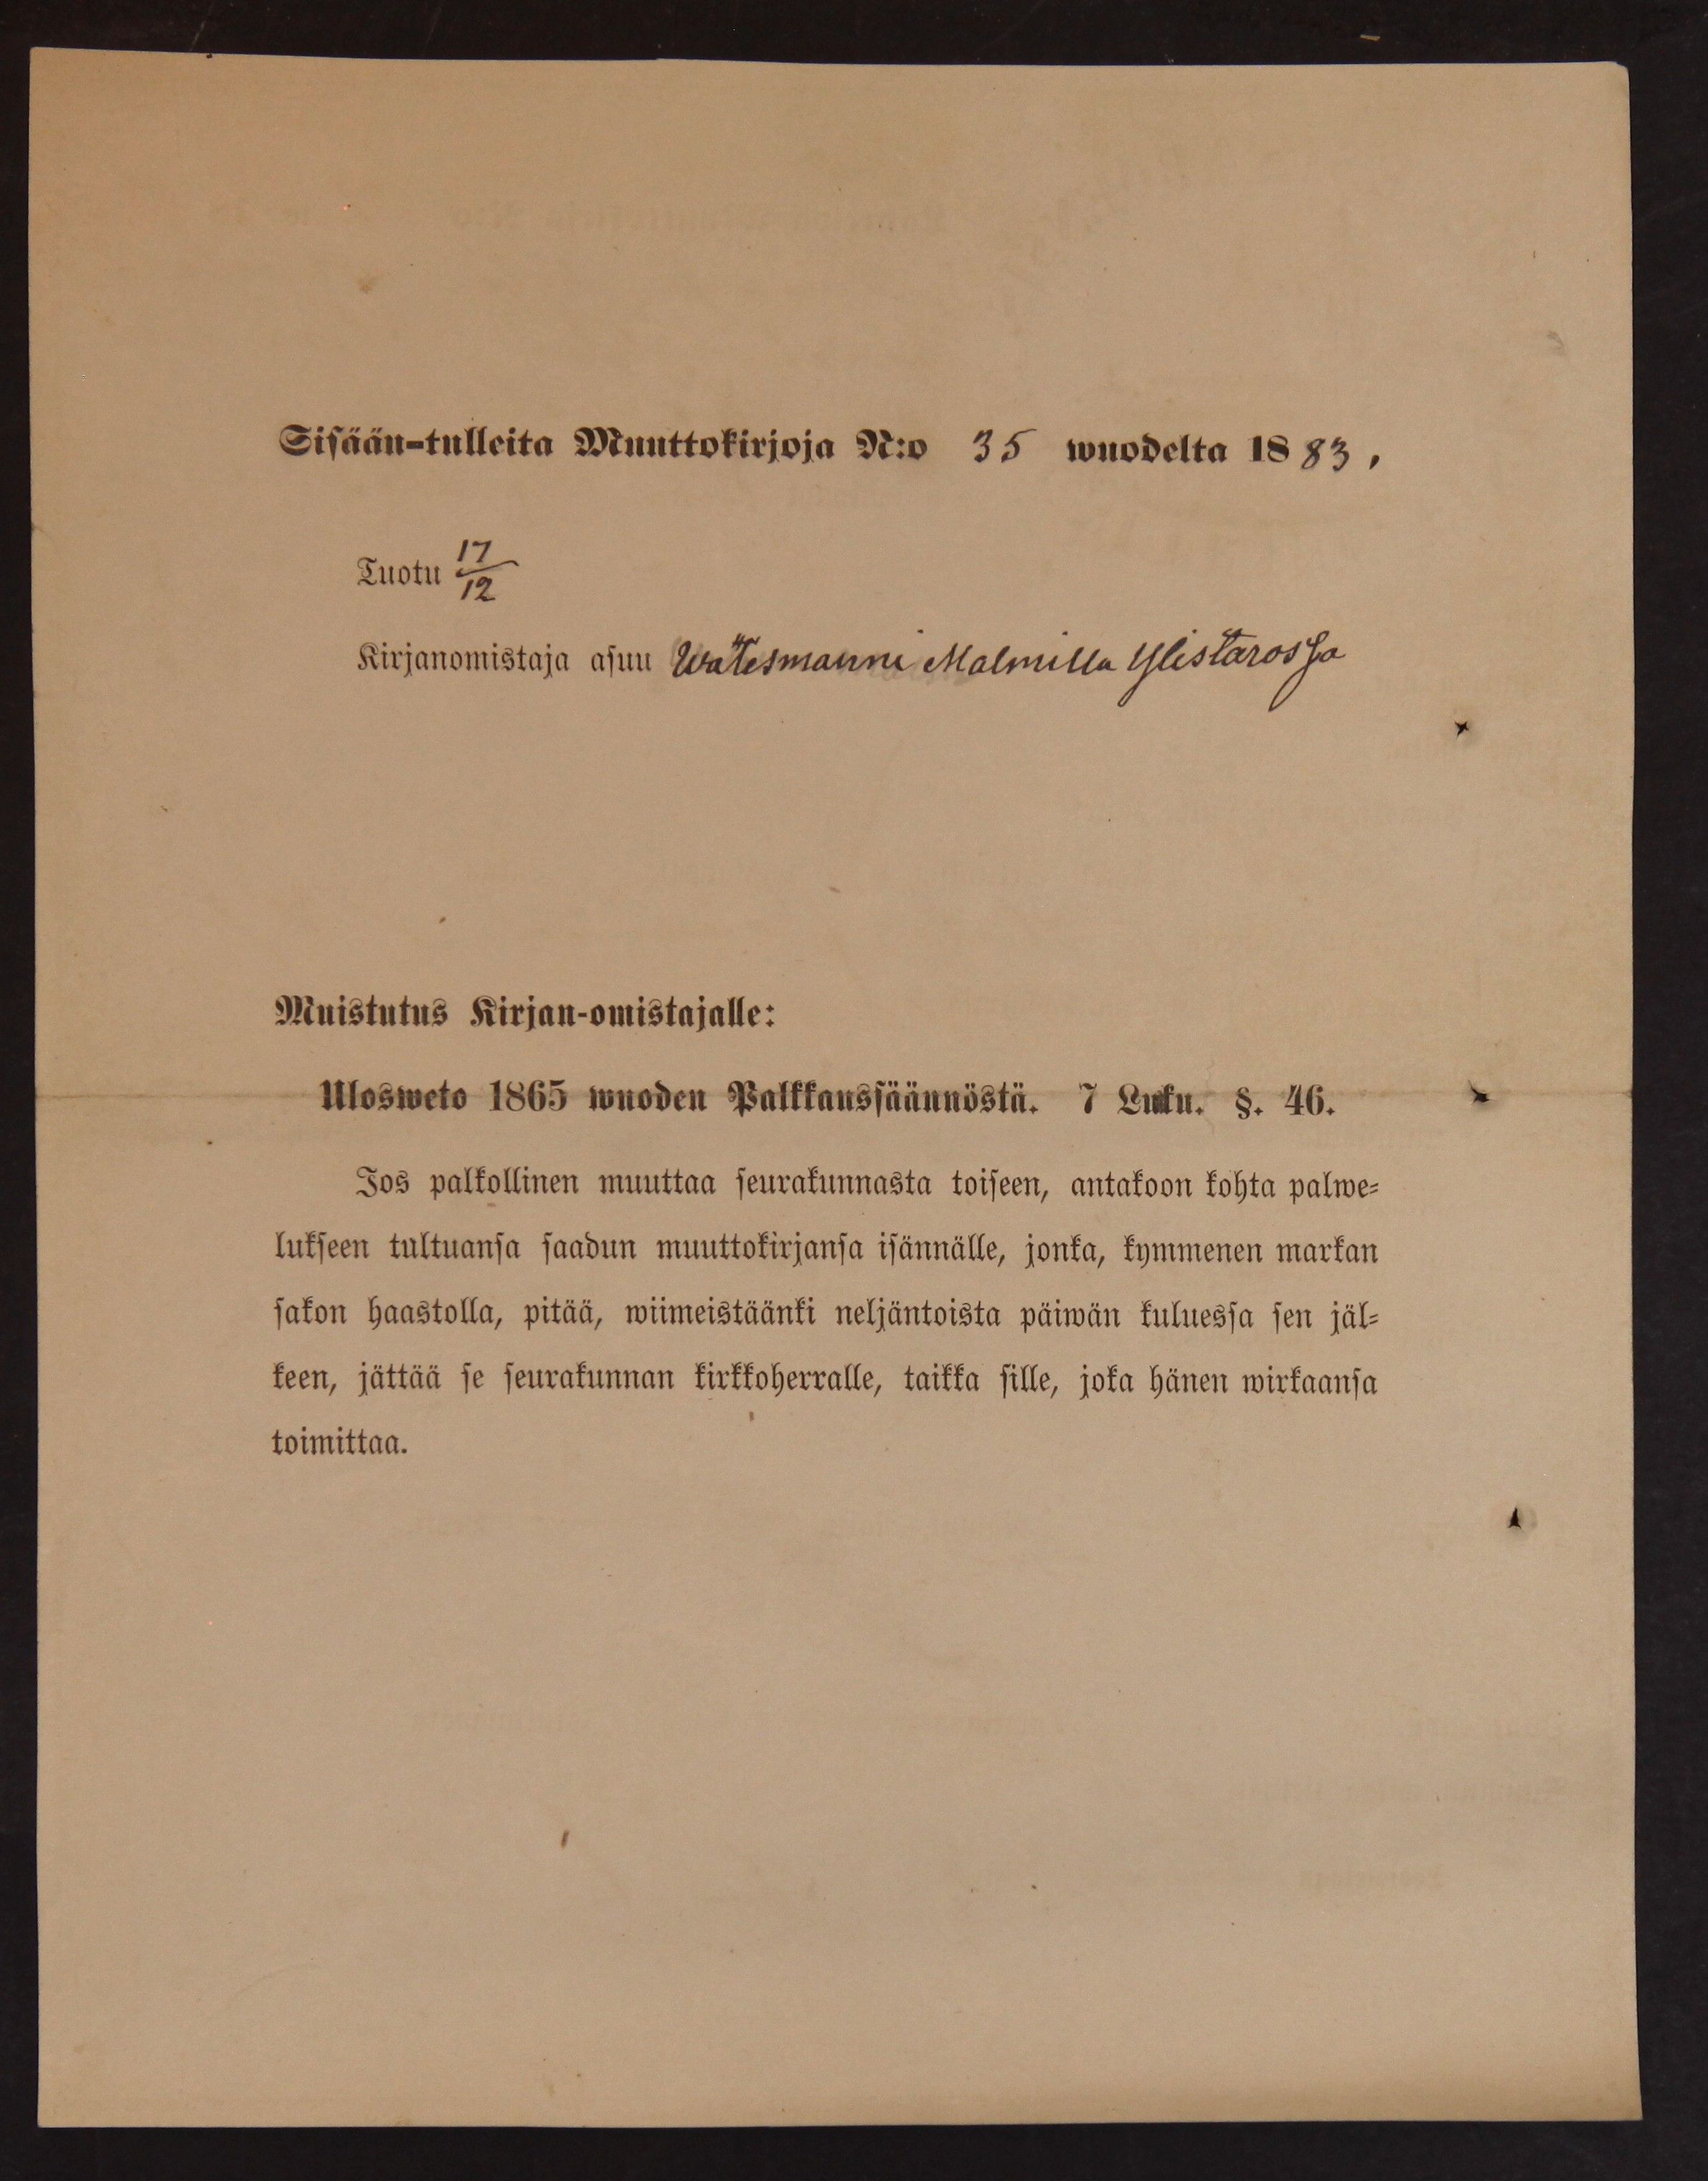 Sisään-tulleita Muuttokirjoja N:o 35 wuodelta 1883,
Tuotu 17/12
Kirjanomistaja asuu Malmilla Ylistarossa
Muistutus Kirjan-omistajalle:
Ulosweto 1865 wuoden Palkkaussäännöstä. 7 Luku. §. 46.
Jos palkollinen muuttaa seurakunnasta toiseen, antakoon kohta palwe-
lukseen tultuansa saadun muuttokirjansa isännälle, jonka, kymmenen markan
sakon haastolla, pitää, wiimeistäänki neljäntoista päiwän kuluessa sen jäl-
keen, jättää se seurakunnan kirkkoherralle, taikka sille, joka hänen wirkaansa
toimittaa.